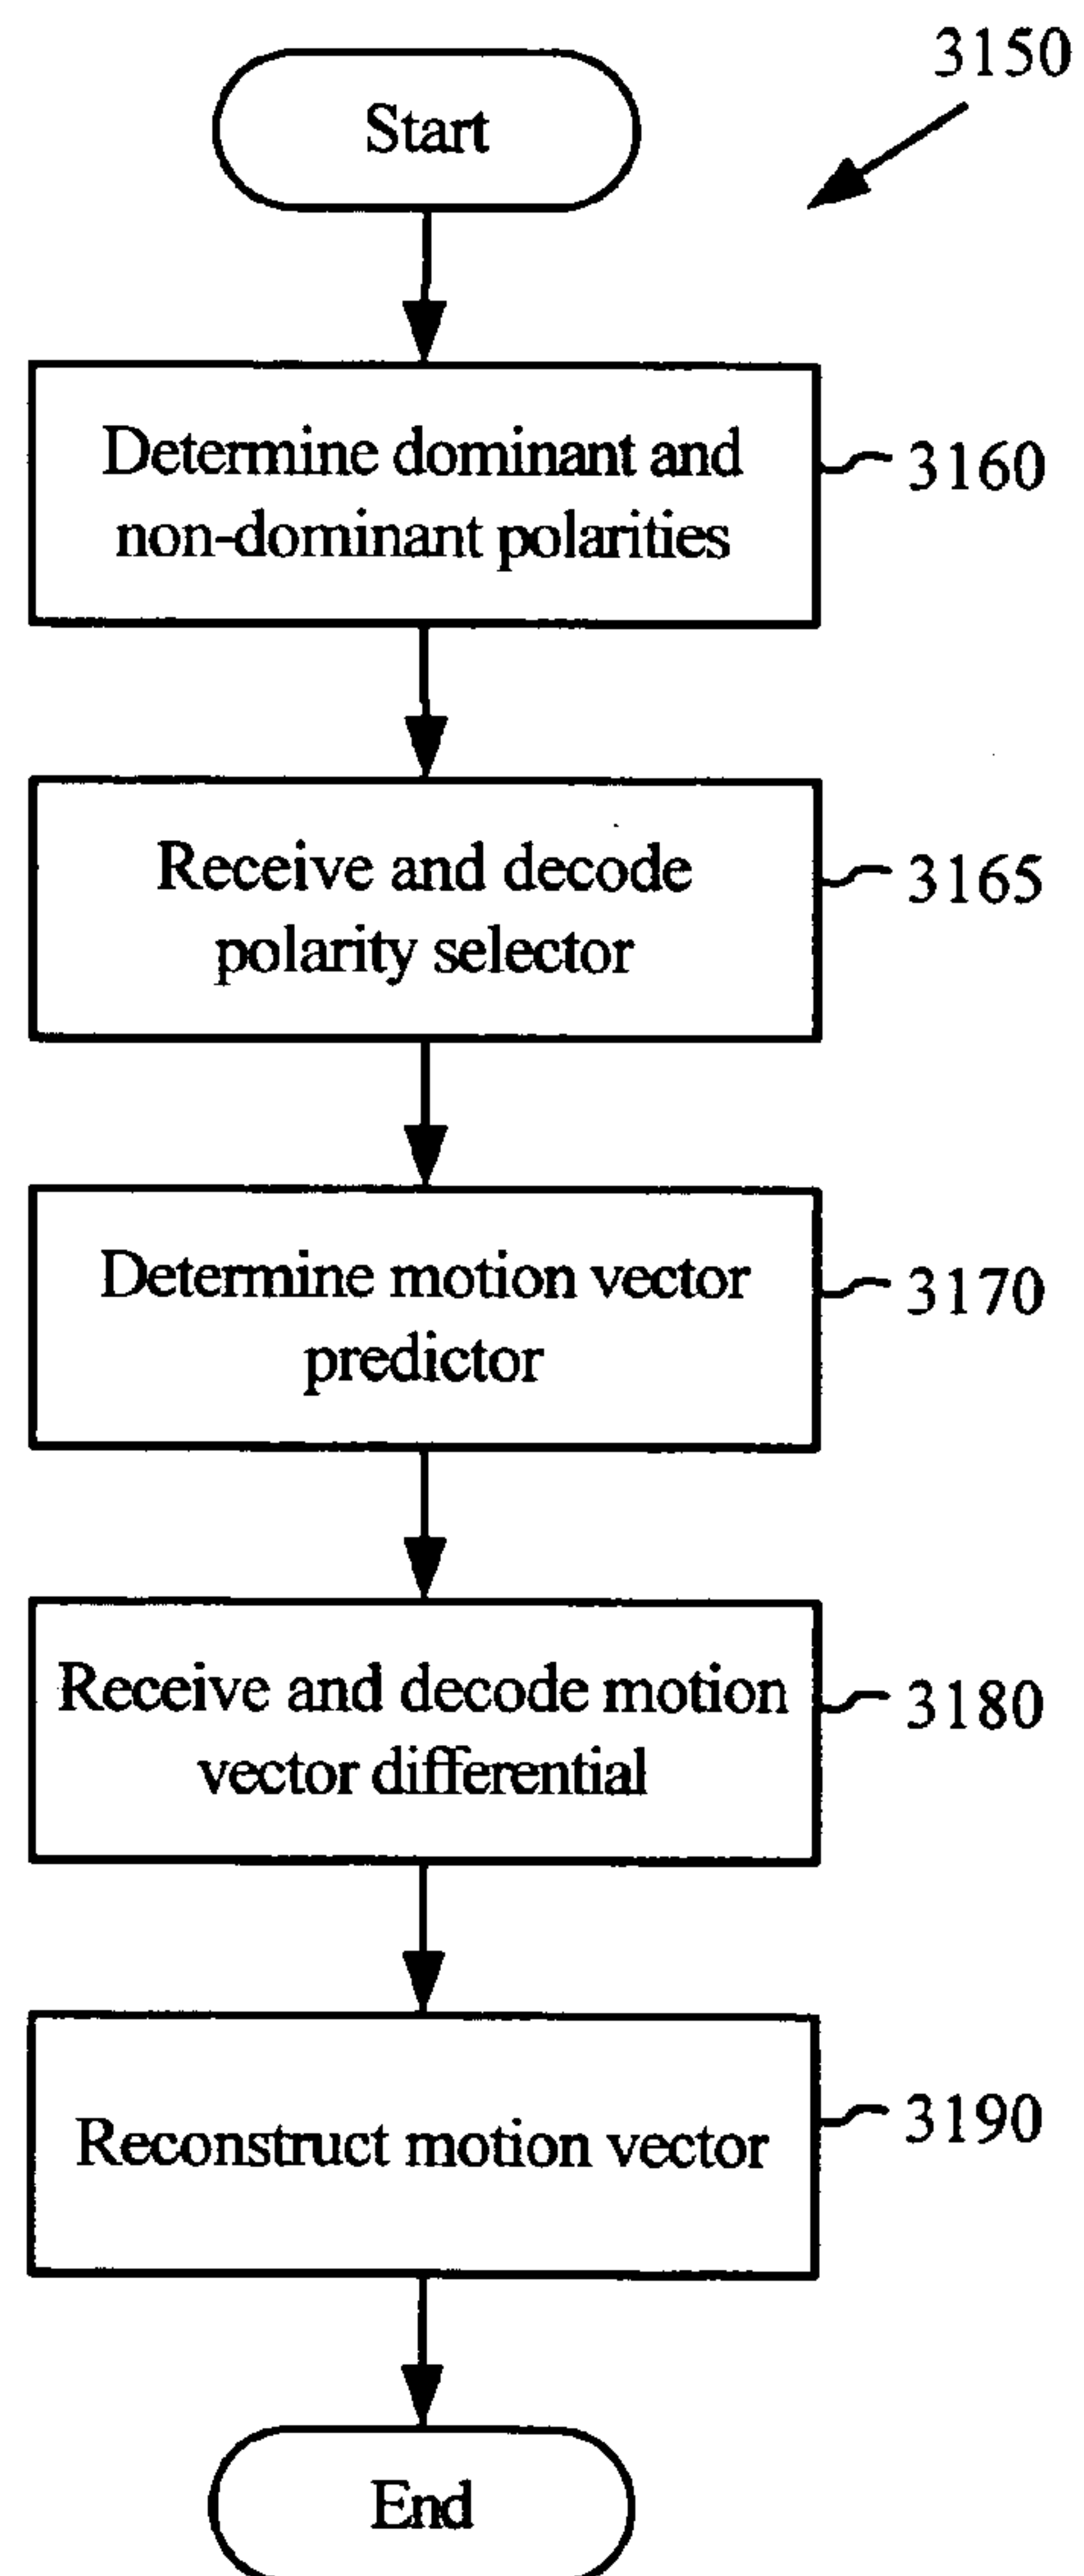 3150
Start
Determine dominant and
non-dominant polarities
3160
Receive and decode
polarity selector
3165
Determine motion vector
predictor
3170
Receive and decode motion
vector differential
3180
Reconstruct motion vector
3190
End